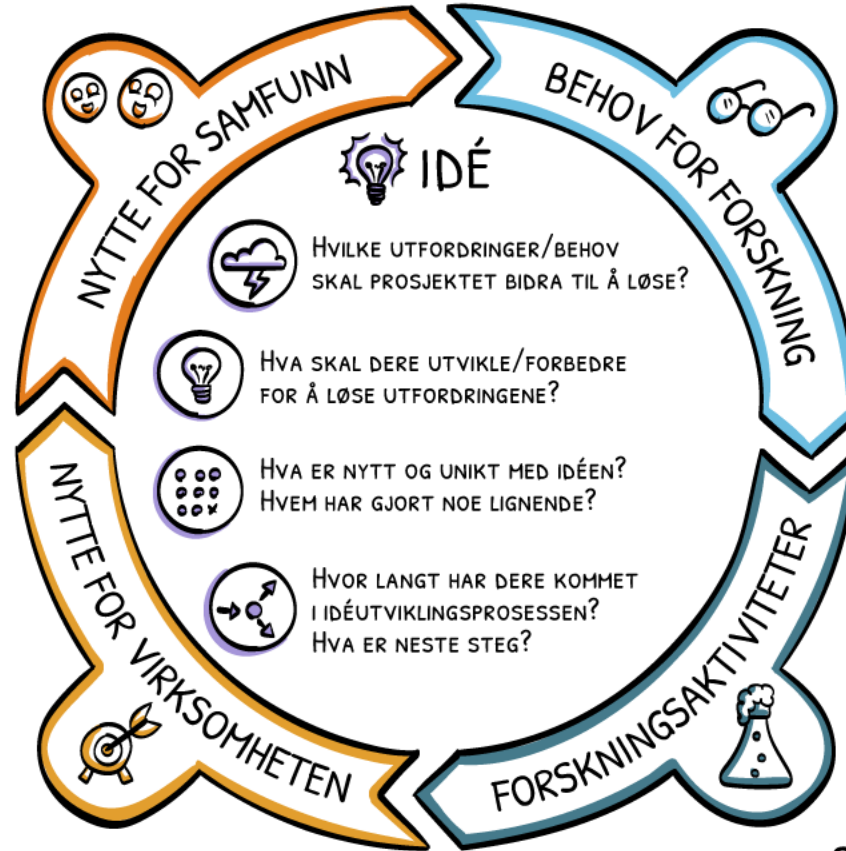 NYTTE FOR SAMFUNN
BEHOV FOR FORSKNING
IDÉ
HVILKE UTFORDRINGER/BEHOV
SKAL PROSJEKTET BIDRA TIL Å LØSE?
HVA SKAL DERE UTVIKLE/FORBEDRE
FOR Å LØSE UTFORDRINGENE?
HVA ER NYTT OG UNIKT MED IDÉEN?
HVEM HAR GJORT NOE LIGNENDE?
HVOR LANGT HAR DERE KOMMET
I IDÉUTVIKLINGSPROSESSEN?
HVA ER NESTE STEG?
NYTTE FOR VIRKSOMHETEN
FORSKNINGSAKTIVITETER